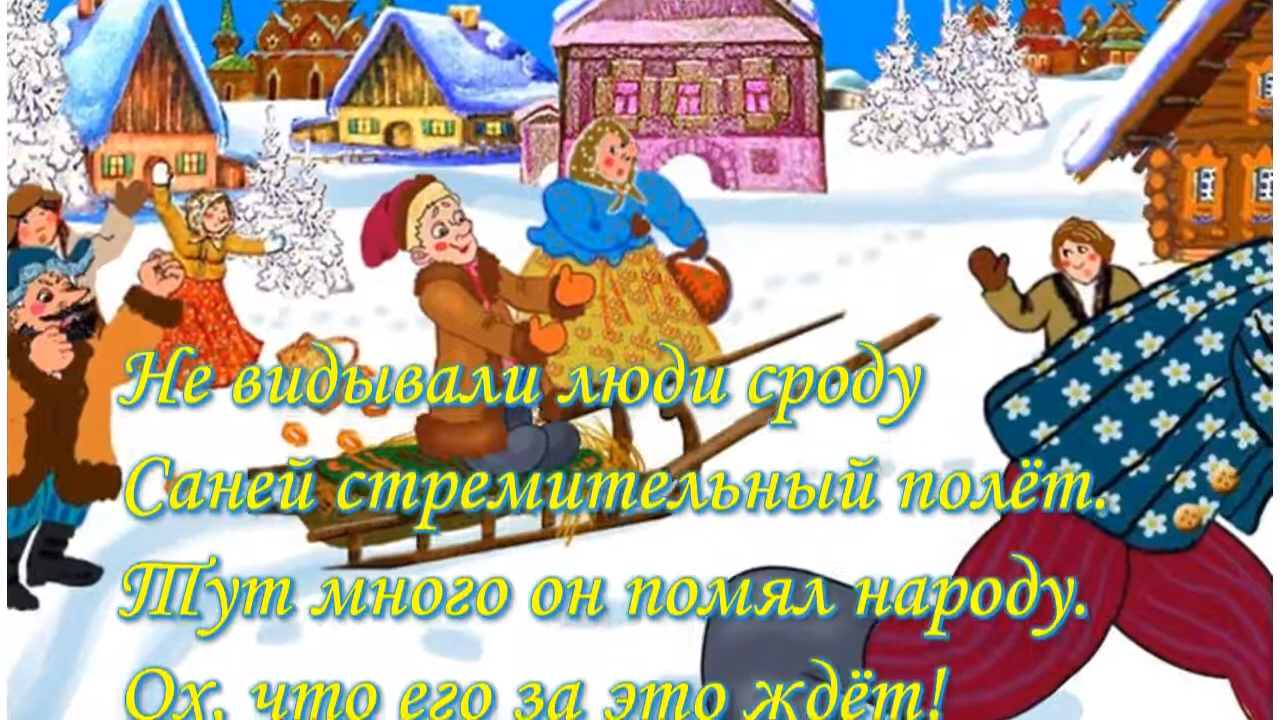 Не видывали люди сроду
Саней стремительный полёт.
Тут много он помял народу.
Ох, что его за это ждёт!